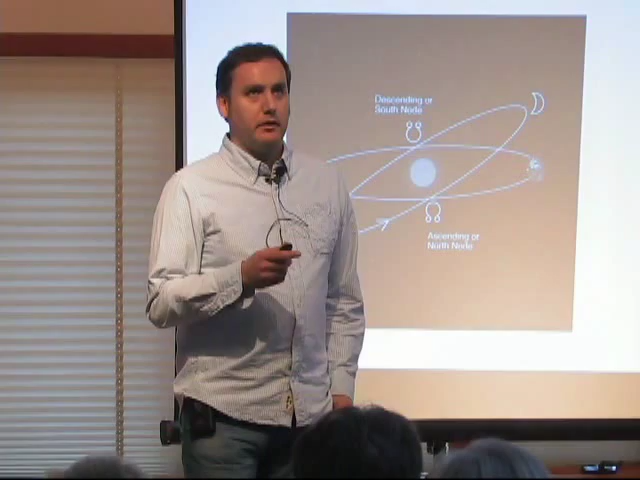 Descending or
South Node
Ascending or
North Node